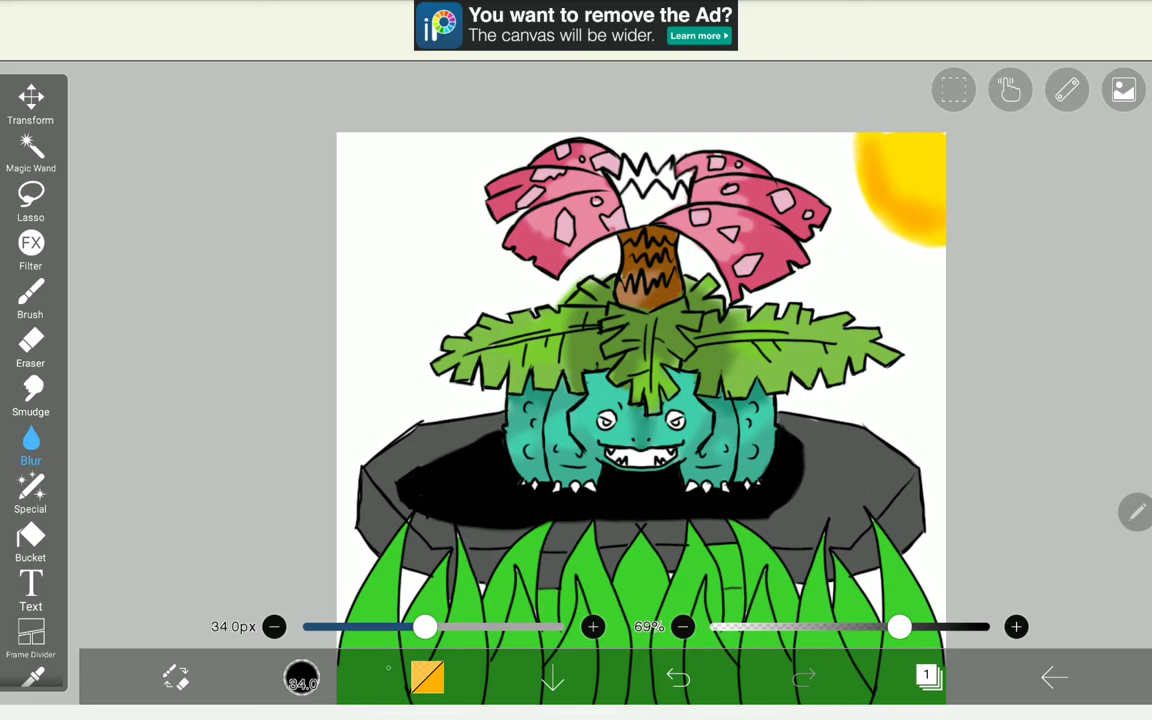 iP
You want to remove the Ad?
The canvas will be wider.
Learn more
Transform
Magic Wand
Lasso
FX
Filter
Brush
Eraser
Smudge
Blur
Special
Bucket
T
Text
Frame Divider
34.0px
69%
34.0
1